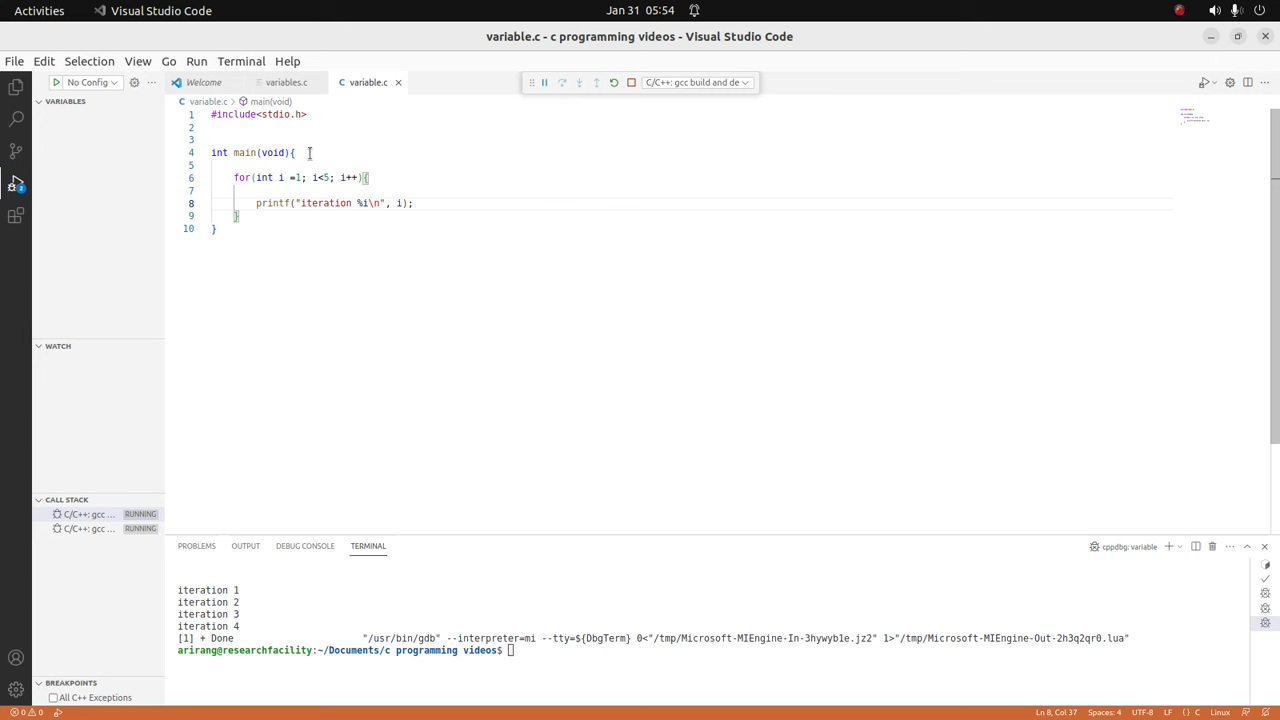 Activities
Visual Studio Code
Jan 31 05:54
variable.c - c programming videos - Visual Studio Code
File Edit Selection View Go Run Terminal Help
No Config
Welcome
variables.c
variable.c
C/C++: gcc build and de
VARIABLES
variable.c > main(void)
1 #include<stdio.h>
2
3
4 int main(void){
5
6 for(int i =1; i<5; i++){
7
8 printf("iteration %i\n", i);
9 }
10 }
WATCH
CALL STACK
C/C++: gcc ... RUNNING
C/C++: gcc ... RUNNING
PROBLEMS OUTPUT DEBUG CONSOLE TERMINAL
cppdbg: variable
iteration 1
iteration 2
iteration 3
iteration 4
[1] + Done "/usr/bin/gdb" --interpreter=mi --tty=${DbgTerm} 0<"/tmp/Microsoft-MIEngine-In-3hywyb1e.jz2" 1>"/tmp/Microsoft-MIEngine-Out-2h3q2qr0.lua"
arirang@researchfacility:~/Documents/c programming videos$
BREAKPOINTS
All C++ Exceptions
0 0
Ln 8, Col 37 Spaces: 4 UTF-8 LF { } C Linux